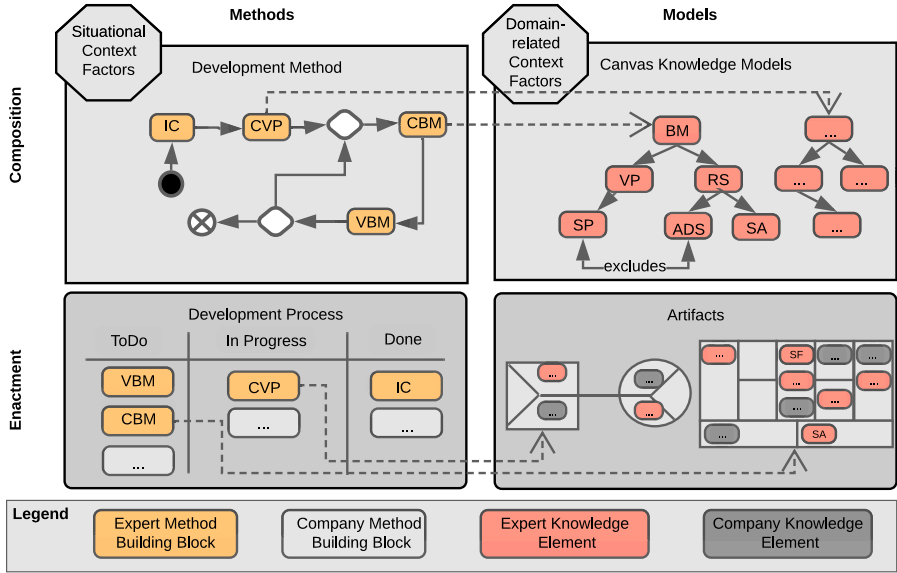 Methods
Models
Situational
Context
Factors
Domain-
related
Context
Factors
Composition
Development Method
IC
CVP
CBM
VBM
Canvas Knowledge Models
BM
...
VP
RS
...
...
SP
ADS
SA
...
excludes
Enactment
Development Process
ToDo
In Progress
Done
VBM
CVP
IC
CBM
...
...
...
Artifacts
...
...
...
...
...
SF
...
...
...
...
...
...
...
SA
Legend
Expert Method
Building Block
Company Method
Building Block
Expert Knowledge
Element
Company Knowledge
Element